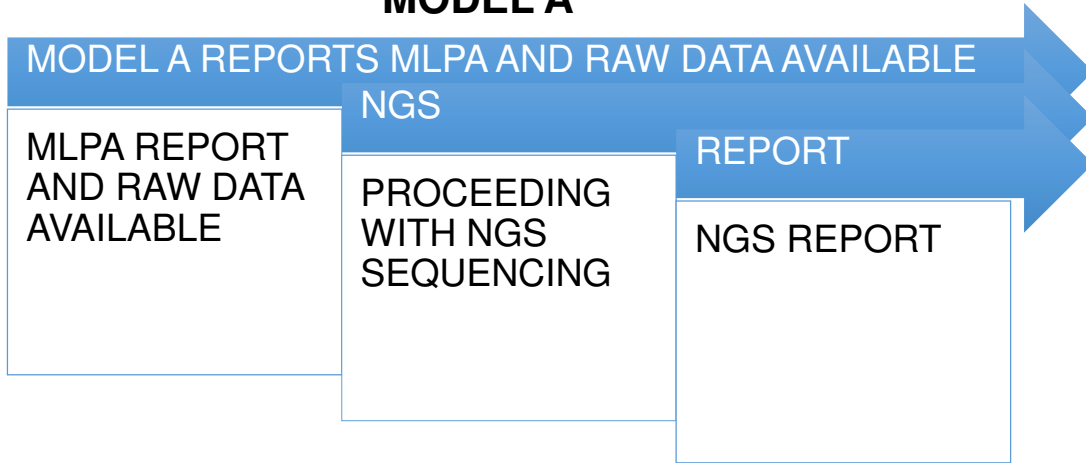 MODEL A
MODEL A REPORTS MLPA AND RAW DATA AVAILABLE
NGS
REPORT
MLPA REPORT
AND RAW DATA
AVAILABLE
PROCEEDING
WITH NGS
SEQUENCING
NGS REPORT